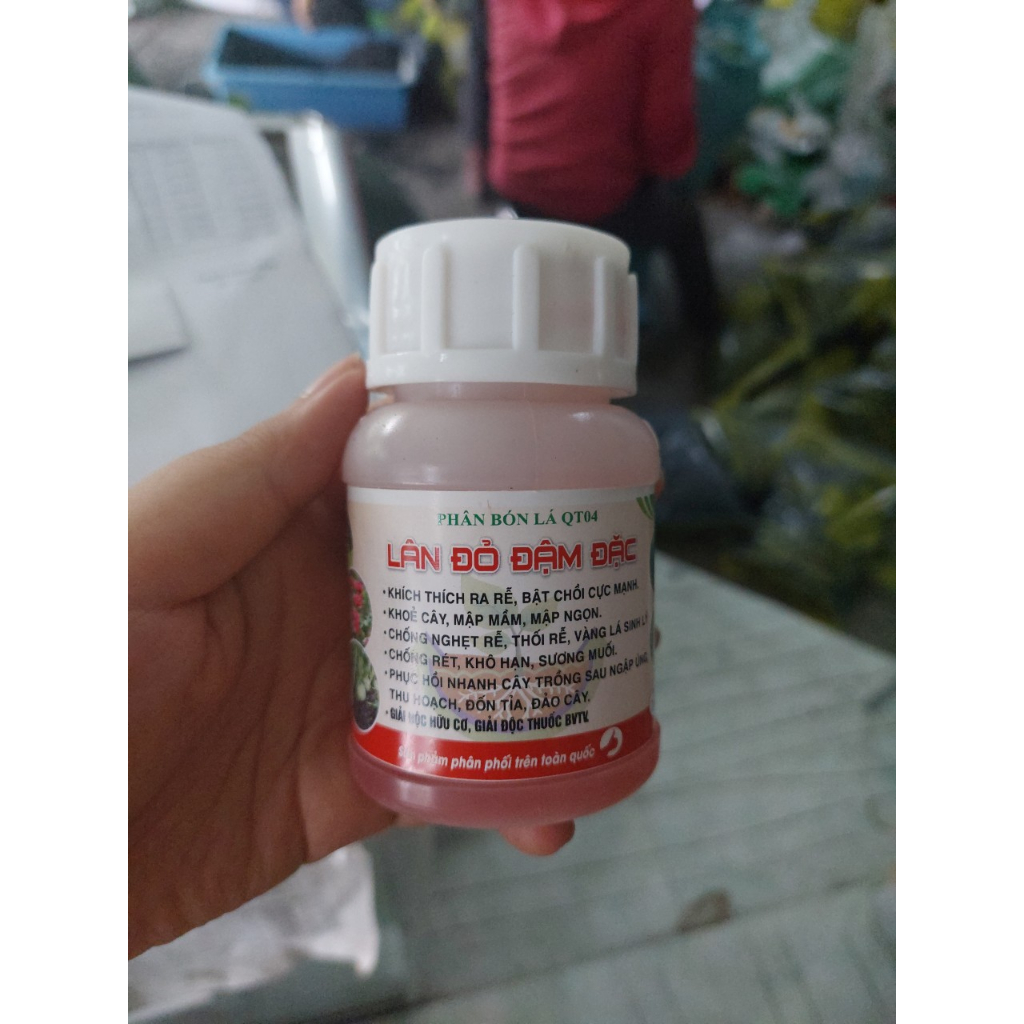 PHÂN BÓN LÁ QT04
LÂN ĐỎ ĐẬM ĐẶC
• KHÍCH THÍCH RA RỄ, BẬT CHỒI CỰC MẠNH.
• KHOẺ CÂY, MẬP MẦM, MẬP NGỌN.
• CHỐNG NGHẸT RỄ, THỐI RỄ, VÀNG LÁ SINH LÝ
• CHỐNG RÉT, KHÔ HẠN, SƯƠNG MUỐI.
• PHỤC HỒI NHANH CÂY TRỒNG SAU NGẬP ÚNG,
THU HOẠCH, ĐỐN TỈA, ĐẢO CÂY.
• GIẢI ĐỘC HỮU CƠ, GIẢI ĐỘC THUỐC BVTV.
Sản phẩm phân phối trên toàn quốc